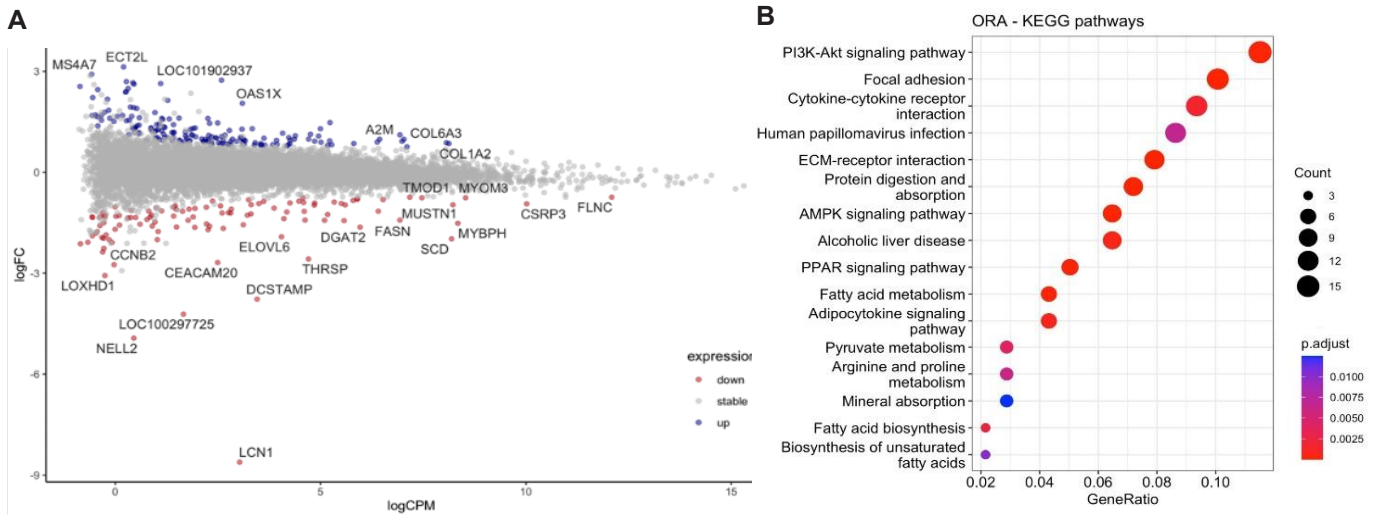 A
MS4A7
ECT2L
LOC101902937
OAS1X
A2M
COL6A3
COL1A2
TMOD1
MYOM3
MUSTN1
CSRP3
FLNC
MYBPH
FASN
SCD
DGAT2
ELOVL6
THRSP
CCNB2
CEACAM20
LOXHD1
DCSTAMP
LOC100297725
NELL2
LCN1
3
0
-3
-6
-9
logFC
0
5
10
15
logCPM
expression
down
stable
up
B
ORA - KEGG pathways
PI3K-Akt signaling pathway
Focal adhesion
Cytokine-cytokine receptor
interaction
Human papillomavirus infection
ECM-receptor interaction
Protein digestion and
absorption
AMPK signaling pathway
Alcoholic liver disease
PPAR signaling pathway
Fatty acid metabolism
Adipocytokine signaling
pathway
Pyruvate metabolism
Arginine and proline
metabolism
Mineral absorption
Fatty acid biosynthesis
Biosynthesis of unsaturated
fatty acids
0.02
0.04
0.06
0.08
0.10
GeneRatio
Count
3
6
9
12
15
p.adjust
0.0100
0.0075
0.0050
0.0025